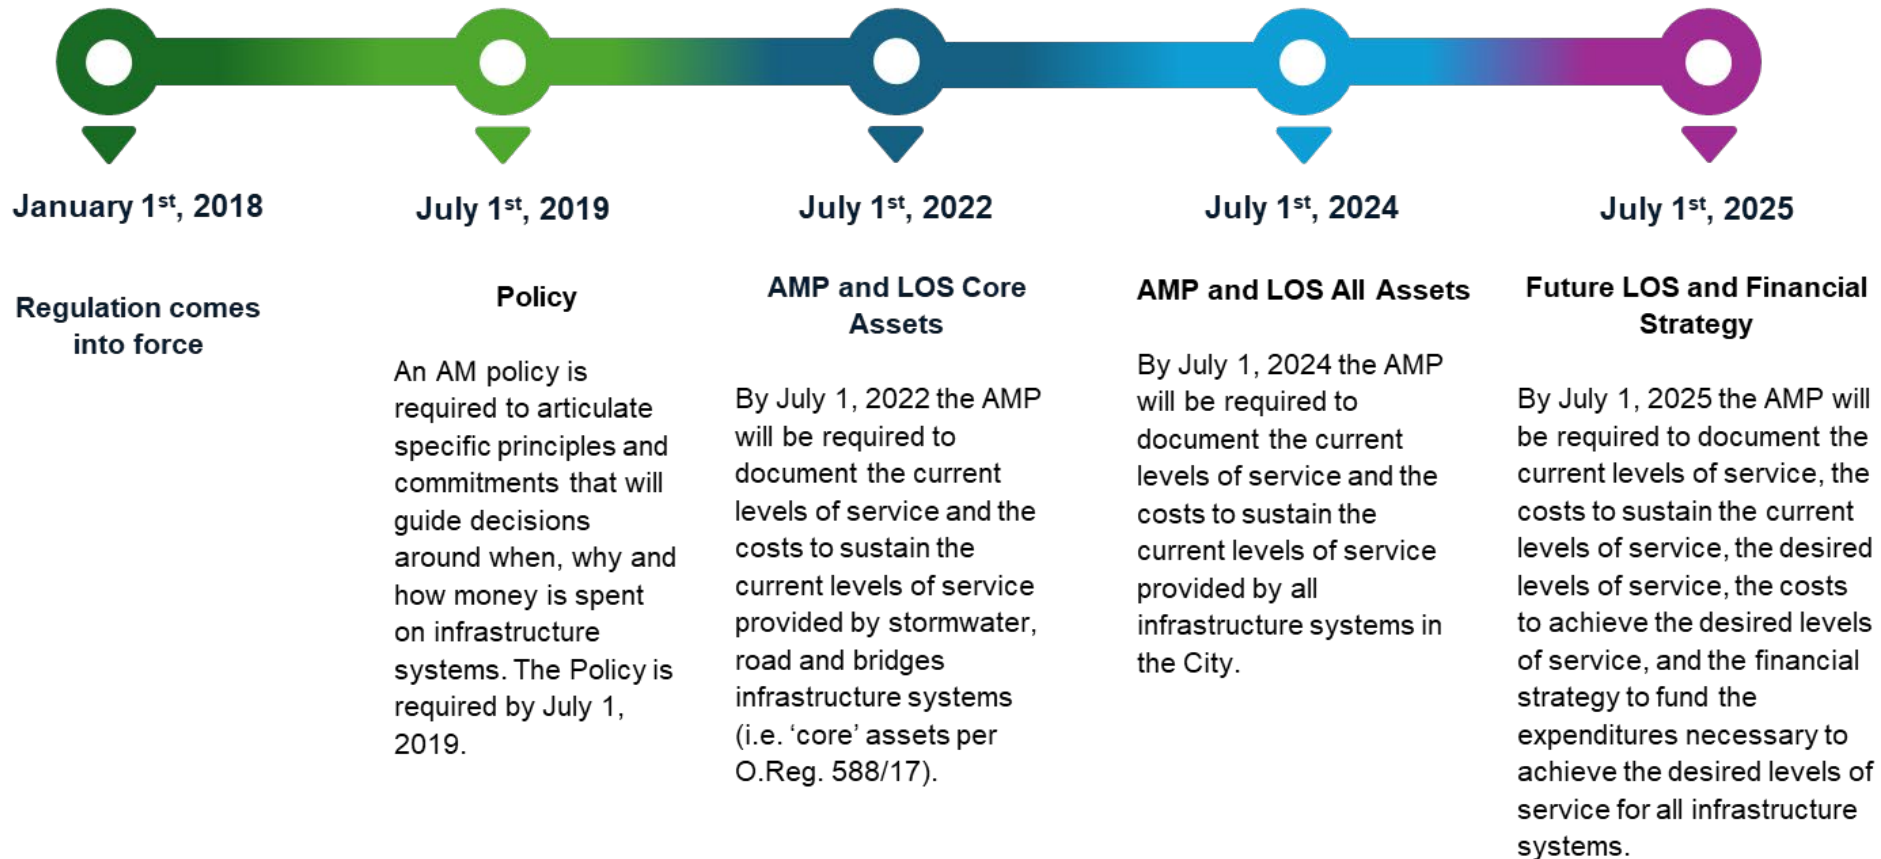 January 1st, 2018
Regulation comes
into force
July 1st, 2019
Policy
An AM policy is
required to articulate
specific principles and
commitments that will
guide decisions
around when, why and
how money is spent
on infrastructure
systems. The Policy is
required by July 1,
2019.
July 1st, 2022
AMP and LOS Core
Assets
By July 1, 2022 the AMP
will be required to
document the current
levels of service and the
costs to sustain the
current levels of service
provided by stormwater,
road and bridges
infrastructure systems
(i.e. ‘core’ assets per
O.Reg. 588/17).
July 1st, 2024
AMP and LOS All Assets
By July 1, 2024 the AMP
will be required to
document the current
levels of service and the
costs to sustain the
current levels of service
provided by all
infrastructure systems in
the City.
July 1st, 2025
Future LOS and Financial
Strategy
By July 1, 2025 the AMP will
be required to document the
current levels of service, the
costs to sustain the current
levels of service, the desired
levels of service, the costs
to achieve the desired levels
of service, and the financial
strategy to fund the
expenditures necessary to
achieve the desired levels of
service for all infrastructure
systems.